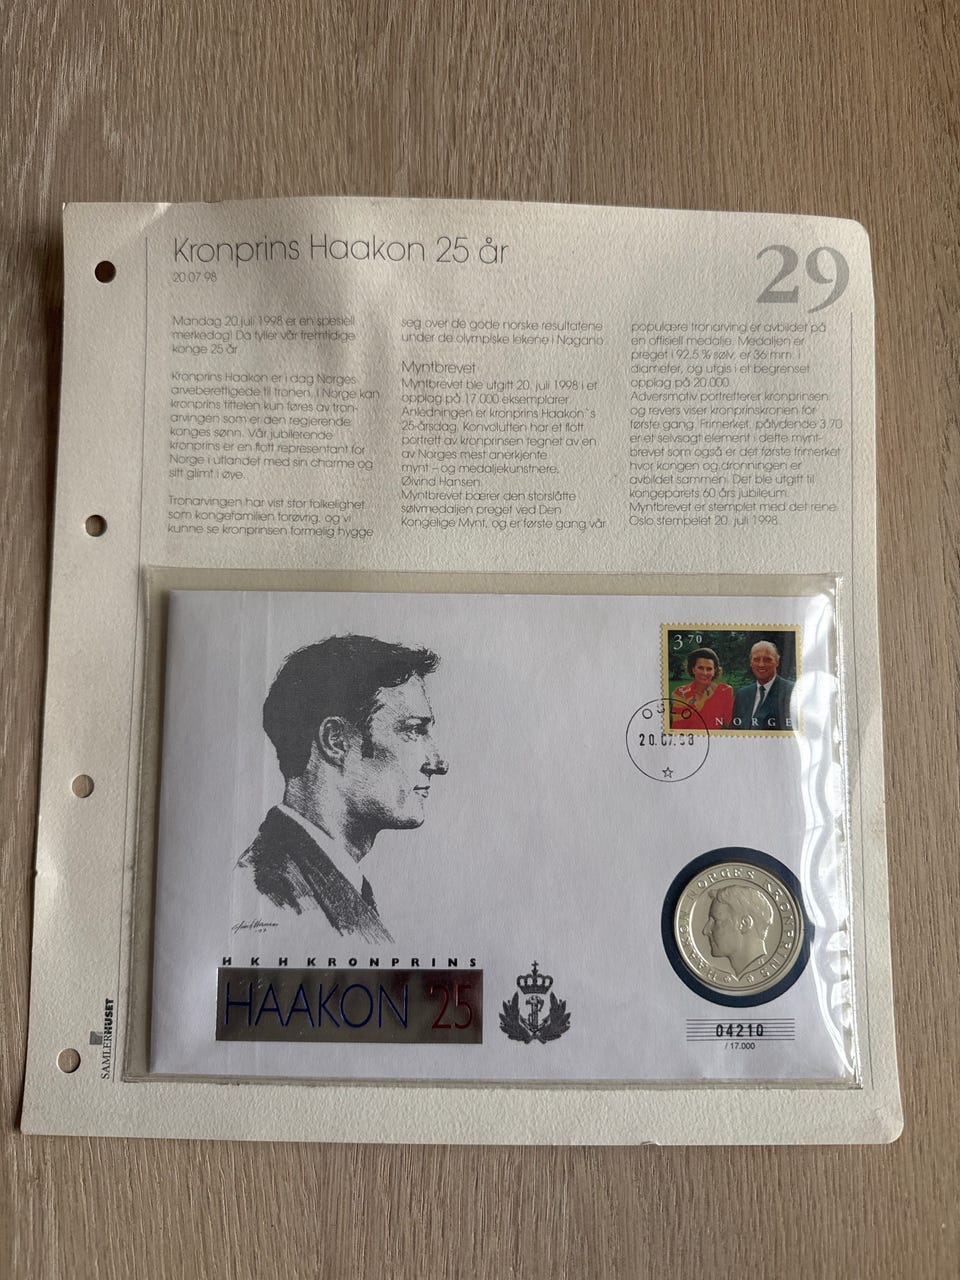 Kronprins Haakon 25 år
20.07.98
29
Mandag 20 juli 1998 er en spesiell
merkedag! Da fyller vår fremtidige
konge 25 år
Kronprins Haakon er i dag Norges
arveberettigede til tronen. I Norge kan
kronprins tittelen kun føres av tron-
arvingen som er den regjerende
konges sønn. Vår jubilerende
kronprins er en flott representant for
Norge i utlandet med sin charme og
sitt glimt i øye.
Tronarvingen har vist stor folkelighet
som kongefamilien forøvrig, og vi
kunne se kronprinsen formelig hygge
seg over de gode norske resultatene
under de olympiske lekene i Nagano.
Myntbrevet
Myntbrevet ble utgitt 20. juli 1998 i et
opplag på 17.000 eksemplarer.
Anledningen er kronprins Haakon`s
25-årsdag. Konvolutten har et flott
portrett av kronprinsen tegnet av en
av Norges mest anerkjente
mynt – og medaljekunstnere,
Øivind Hansen.
Myntbrevet bærer den storslåtte
sølvmedaljen preget ved Den
Kongelige Mynt, og er første gang vår
populære tronarving er avbildet på
en offisiell medalje. Medaljen er
preget i 92,5 % sølv, er 36 mm. i
diameter, og utgis i et begrenset
opplag på 20.000.
Adversmotiv portretterer kronprinsen
og revers viser kronprinskronen for
første gang. Frimerket, pålydende 3,70
er et selvsagt element i dette mynt-
brevet som også er det første frimerket
hvor kongen og dronningen er
avbildet sammen. Det ble utgitt til
kongeparets 60 års jubileum.
Myntbrevet er stemplet med det rene
Oslo stempelet 20. juli 1998.
3 70
NORGE
OSLO
20.07.98
HAAKON NORGES KRONPRINS
HKH KRONPRINS
HAAKON '25
04210
/ 17.000
SAMLERHUSET